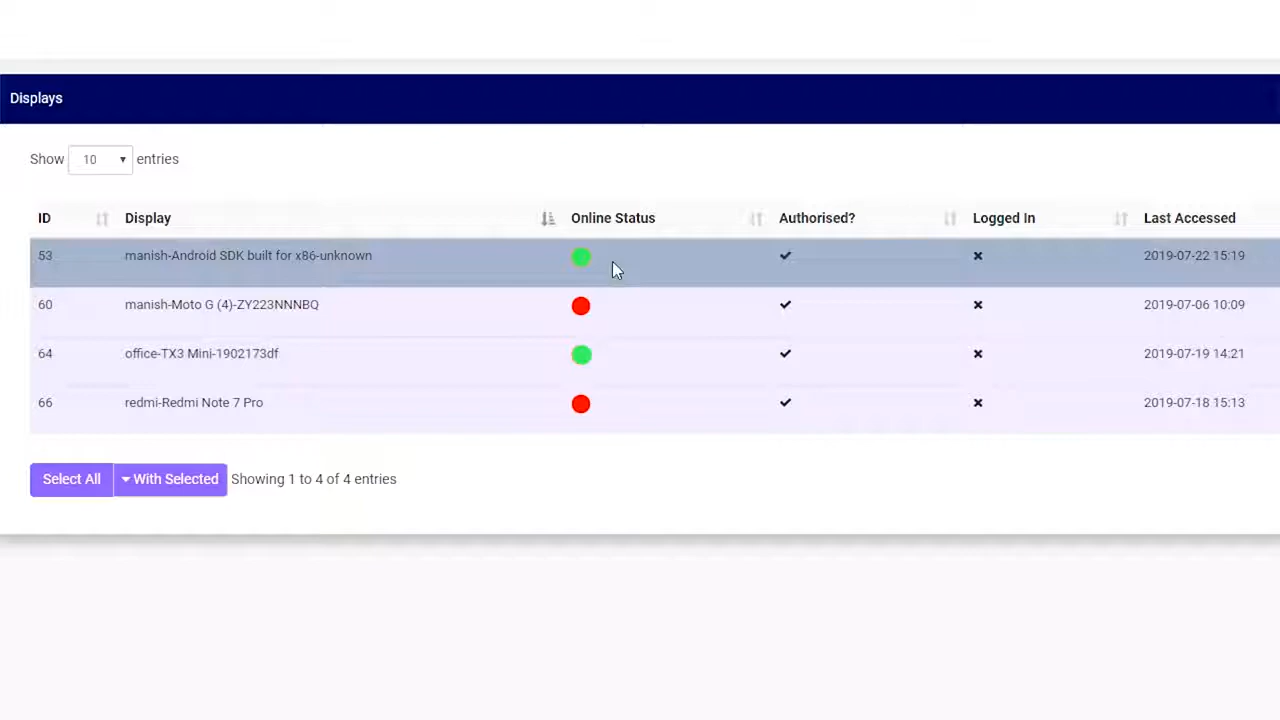 Displays
Show 10 entries
ID Display Online Status Authorised? Logged In Last Accessed
53 manish-Android SDK built for x86-unknown 2019-07-22 15:19
60 manish-Moto G (4)-ZY223NNNBQ 2019-07-06 10:09
64 office-TX3 Mini-1902173df 2019-07-19 14:21
66 redmi-Redmi Note 7 Pro 2019-07-18 15:13
Select All With Selected Showing 1 to 4 of 4 entries